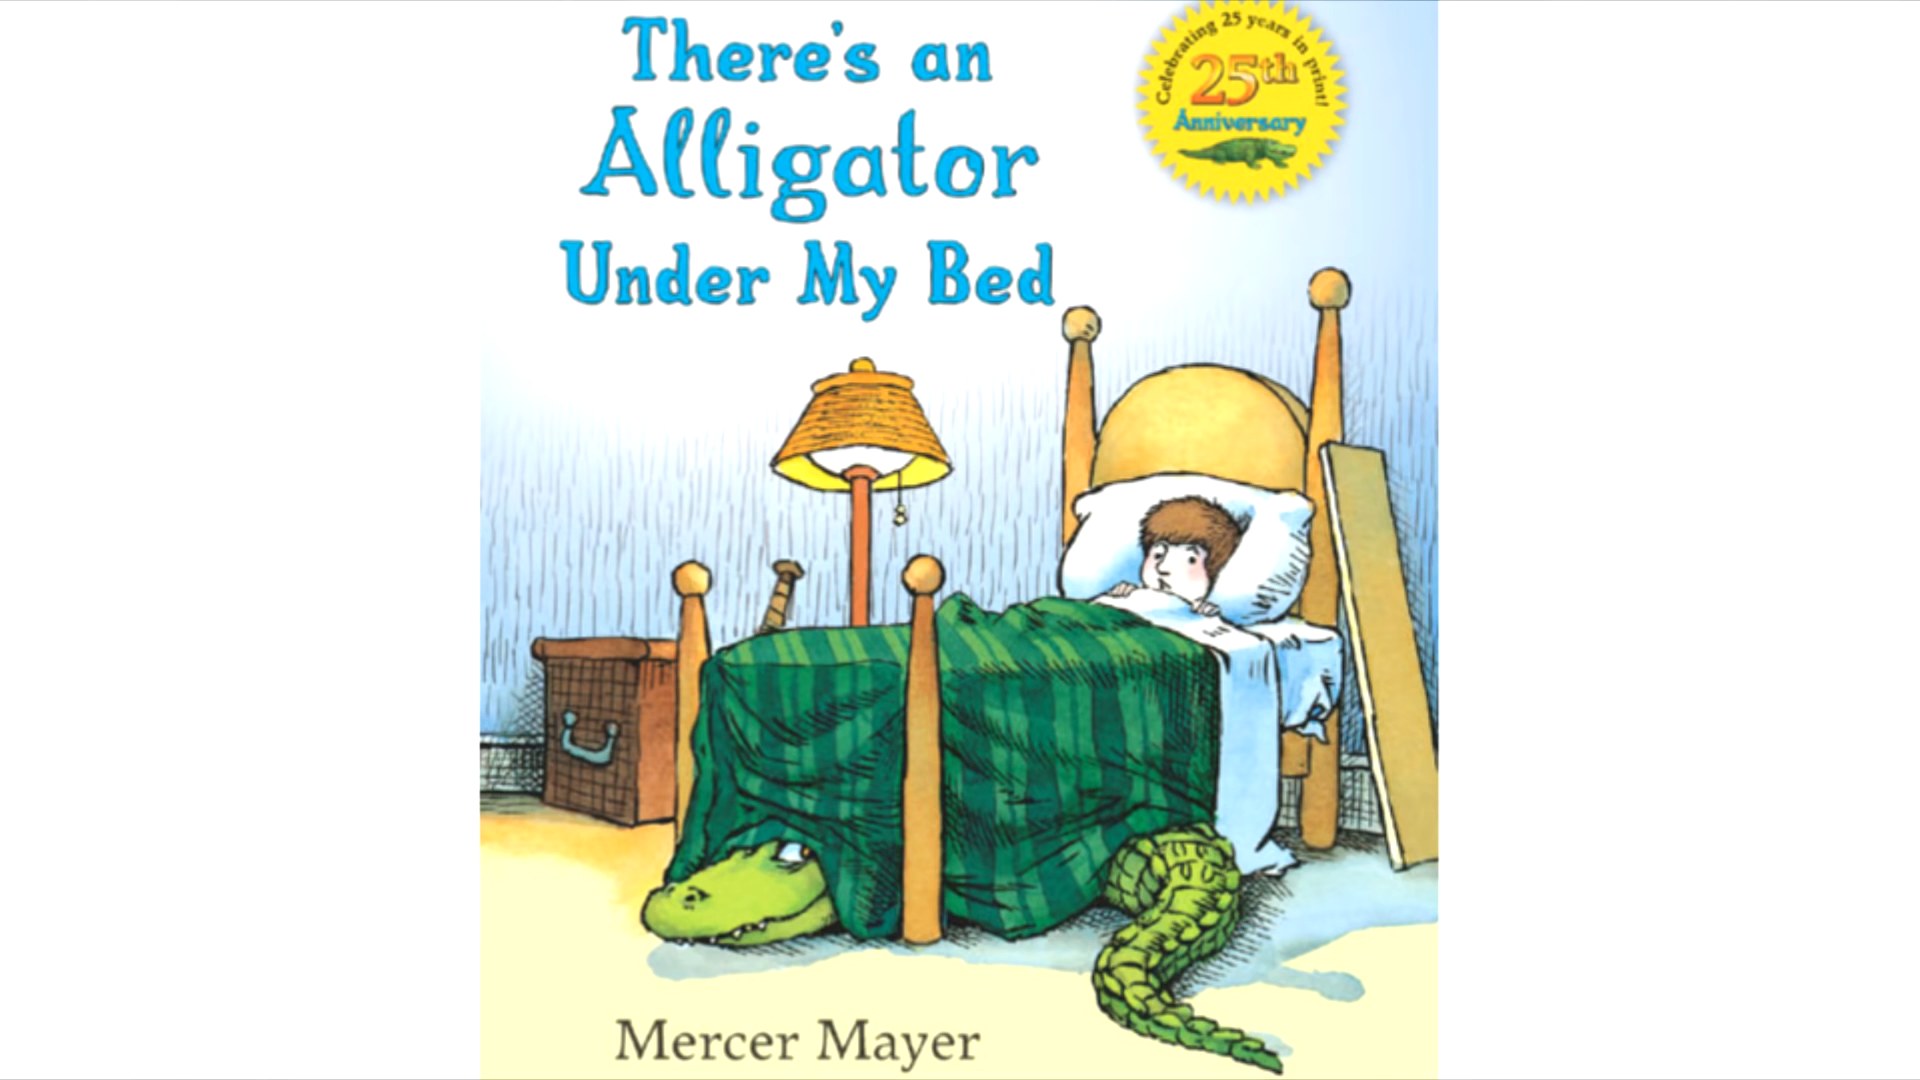 There's an
Alligator
Under My Bed
Celebrating 25 years in print!
25th
Anniversary
Mercer Mayer